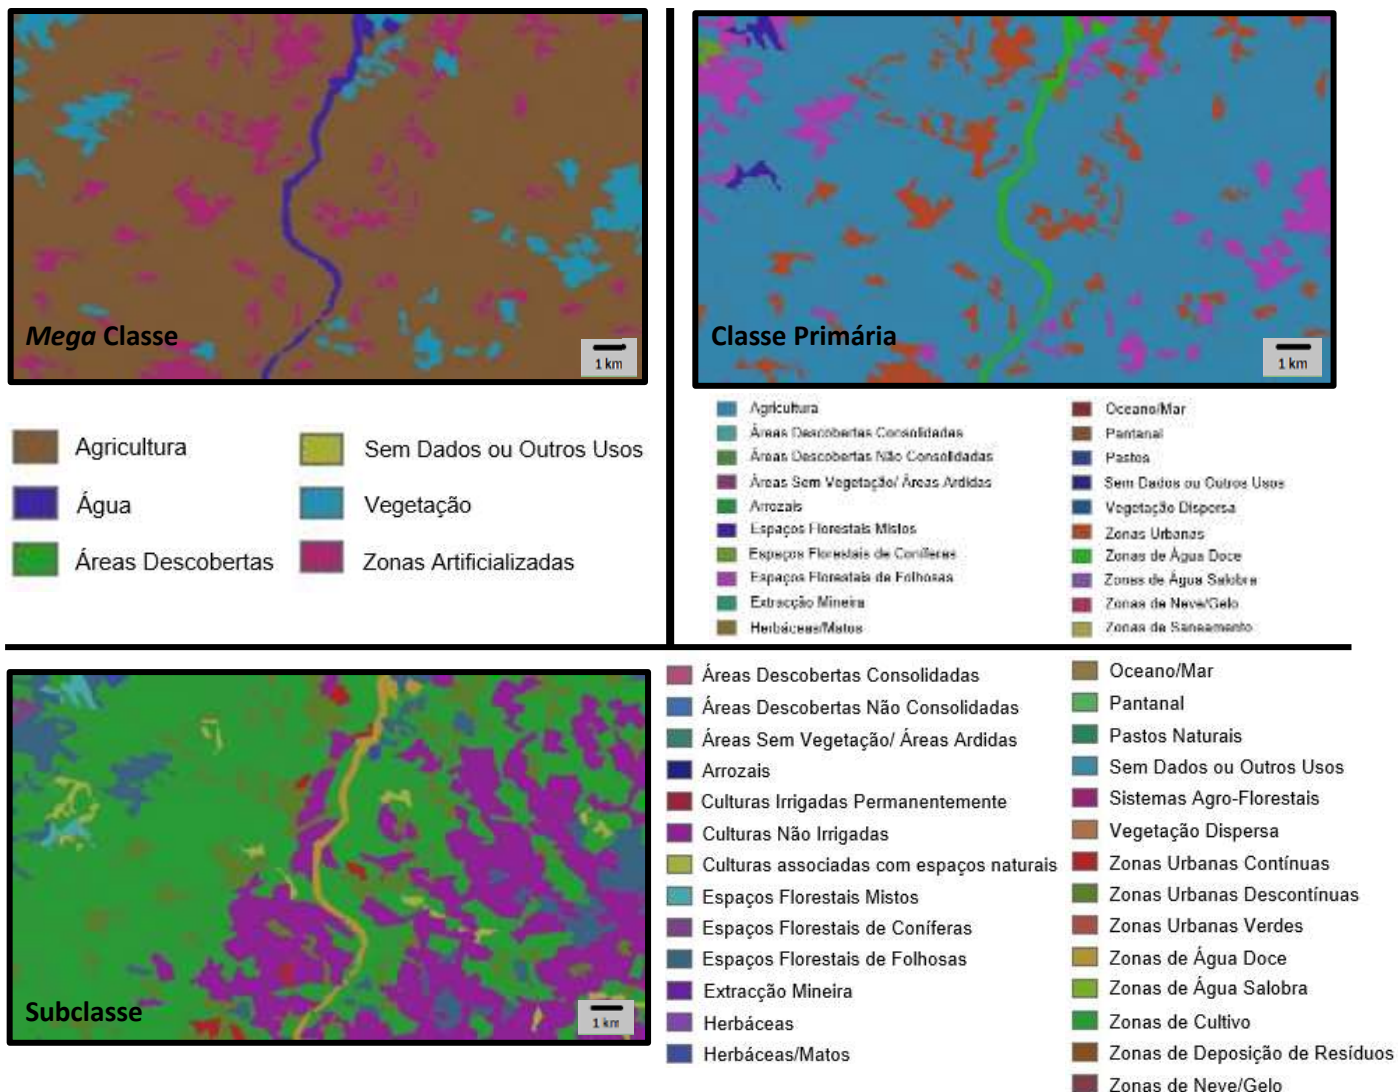 Mega Classe
1 km
Classe Primária
1 km
Agricultura
Água
Áreas Descobertas
Sem Dados ou Outros Usos
Vegetação
Zonas Artificializadas
Agricultura
Áreas Descobertas Consolidadas
Áreas Descobertas Não Consolidadas
Áreas Sem Vegetação/ Áreas Ardidas
Arrozais
Espaços Florestais Mistos
Espaços Florestais de Coníferas
Espaços Florestais de Folhosas
Extracção Mineira
Herbáceas/Matos
Oceano/Mar
Pantanal
Pastos
Sem Dados ou Outros Usos
Vegetação Dispersa
Zonas Urbanas
Zonas de Água Doce
Zonas de Água Salobra
Zonas de Neve/Gelo
Zonas de Saneamento
Subclasse
1 km
Áreas Descobertas Consolidadas
Áreas Descobertas Não Consolidadas
Áreas Sem Vegetação/ Áreas Ardidas
Arrozais
Culturas Irrigadas Permanentemente
Culturas Não Irrigadas
Culturas associadas com espaços naturais
Espaços Florestais Mistos
Espaços Florestais de Coníferas
Espaços Florestais de Folhosas
Extracção Mineira
Herbáceas
Herbáceas/Matos
Oceano/Mar
Pantanal
Pastos Naturais
Sem Dados ou Outros Usos
Sistemas Agro-Florestais
Vegetação Dispersa
Zonas Urbanas Contínuas
Zonas Urbanas Descontínuas
Zonas Urbanas Verdes
Zonas de Água Doce
Zonas de Água Salobra
Zonas de Cultivo
Zonas de Deposição de Resíduos
Zonas de Neve/Gelo